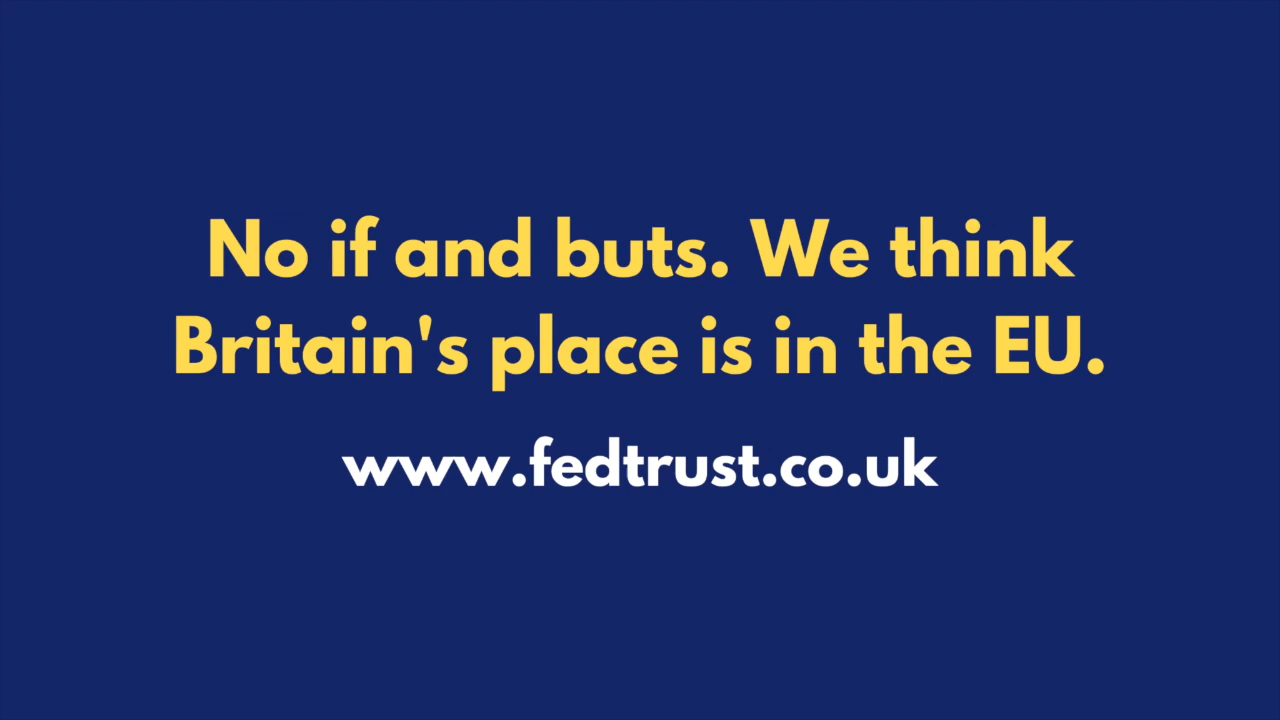 No if and buts. We think
Britain's place is in the EU.
www.fedtrust.co.uk